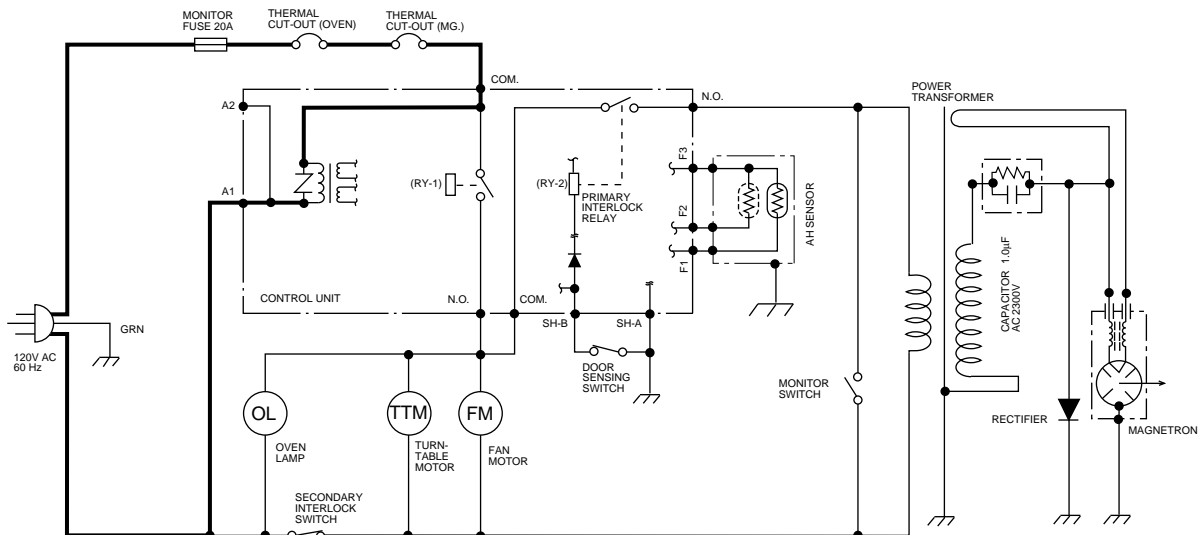 MONITOR
FUSE 20A
THERMAL
CUT-OUT (OVEN)
THERMAL
CUT-OUT (MG.)
COM.
A2
N.O.
POWER
TRANSFORMER
F3
A1
(RY-1)
(RY-2)
PRIMARY
INTERLOCK
RELAY
F2
AH SENSOR
F1
CONTROL UNIT
N.O.
COM.
SH-B
SH-A
CAPACITOR 1.0µF
AC 2300V
GRN
120V AC
60 Hz
DOOR
SENSING
SWITCH
MONITOR
SWITCH
OL
TTM
FM
RECTIFIER
MAGNETRON
OVEN
LAMP
TURN-
TABLE
MOTOR
FAN
MOTOR
SECONDARY
INTERLOCK
SWITCH